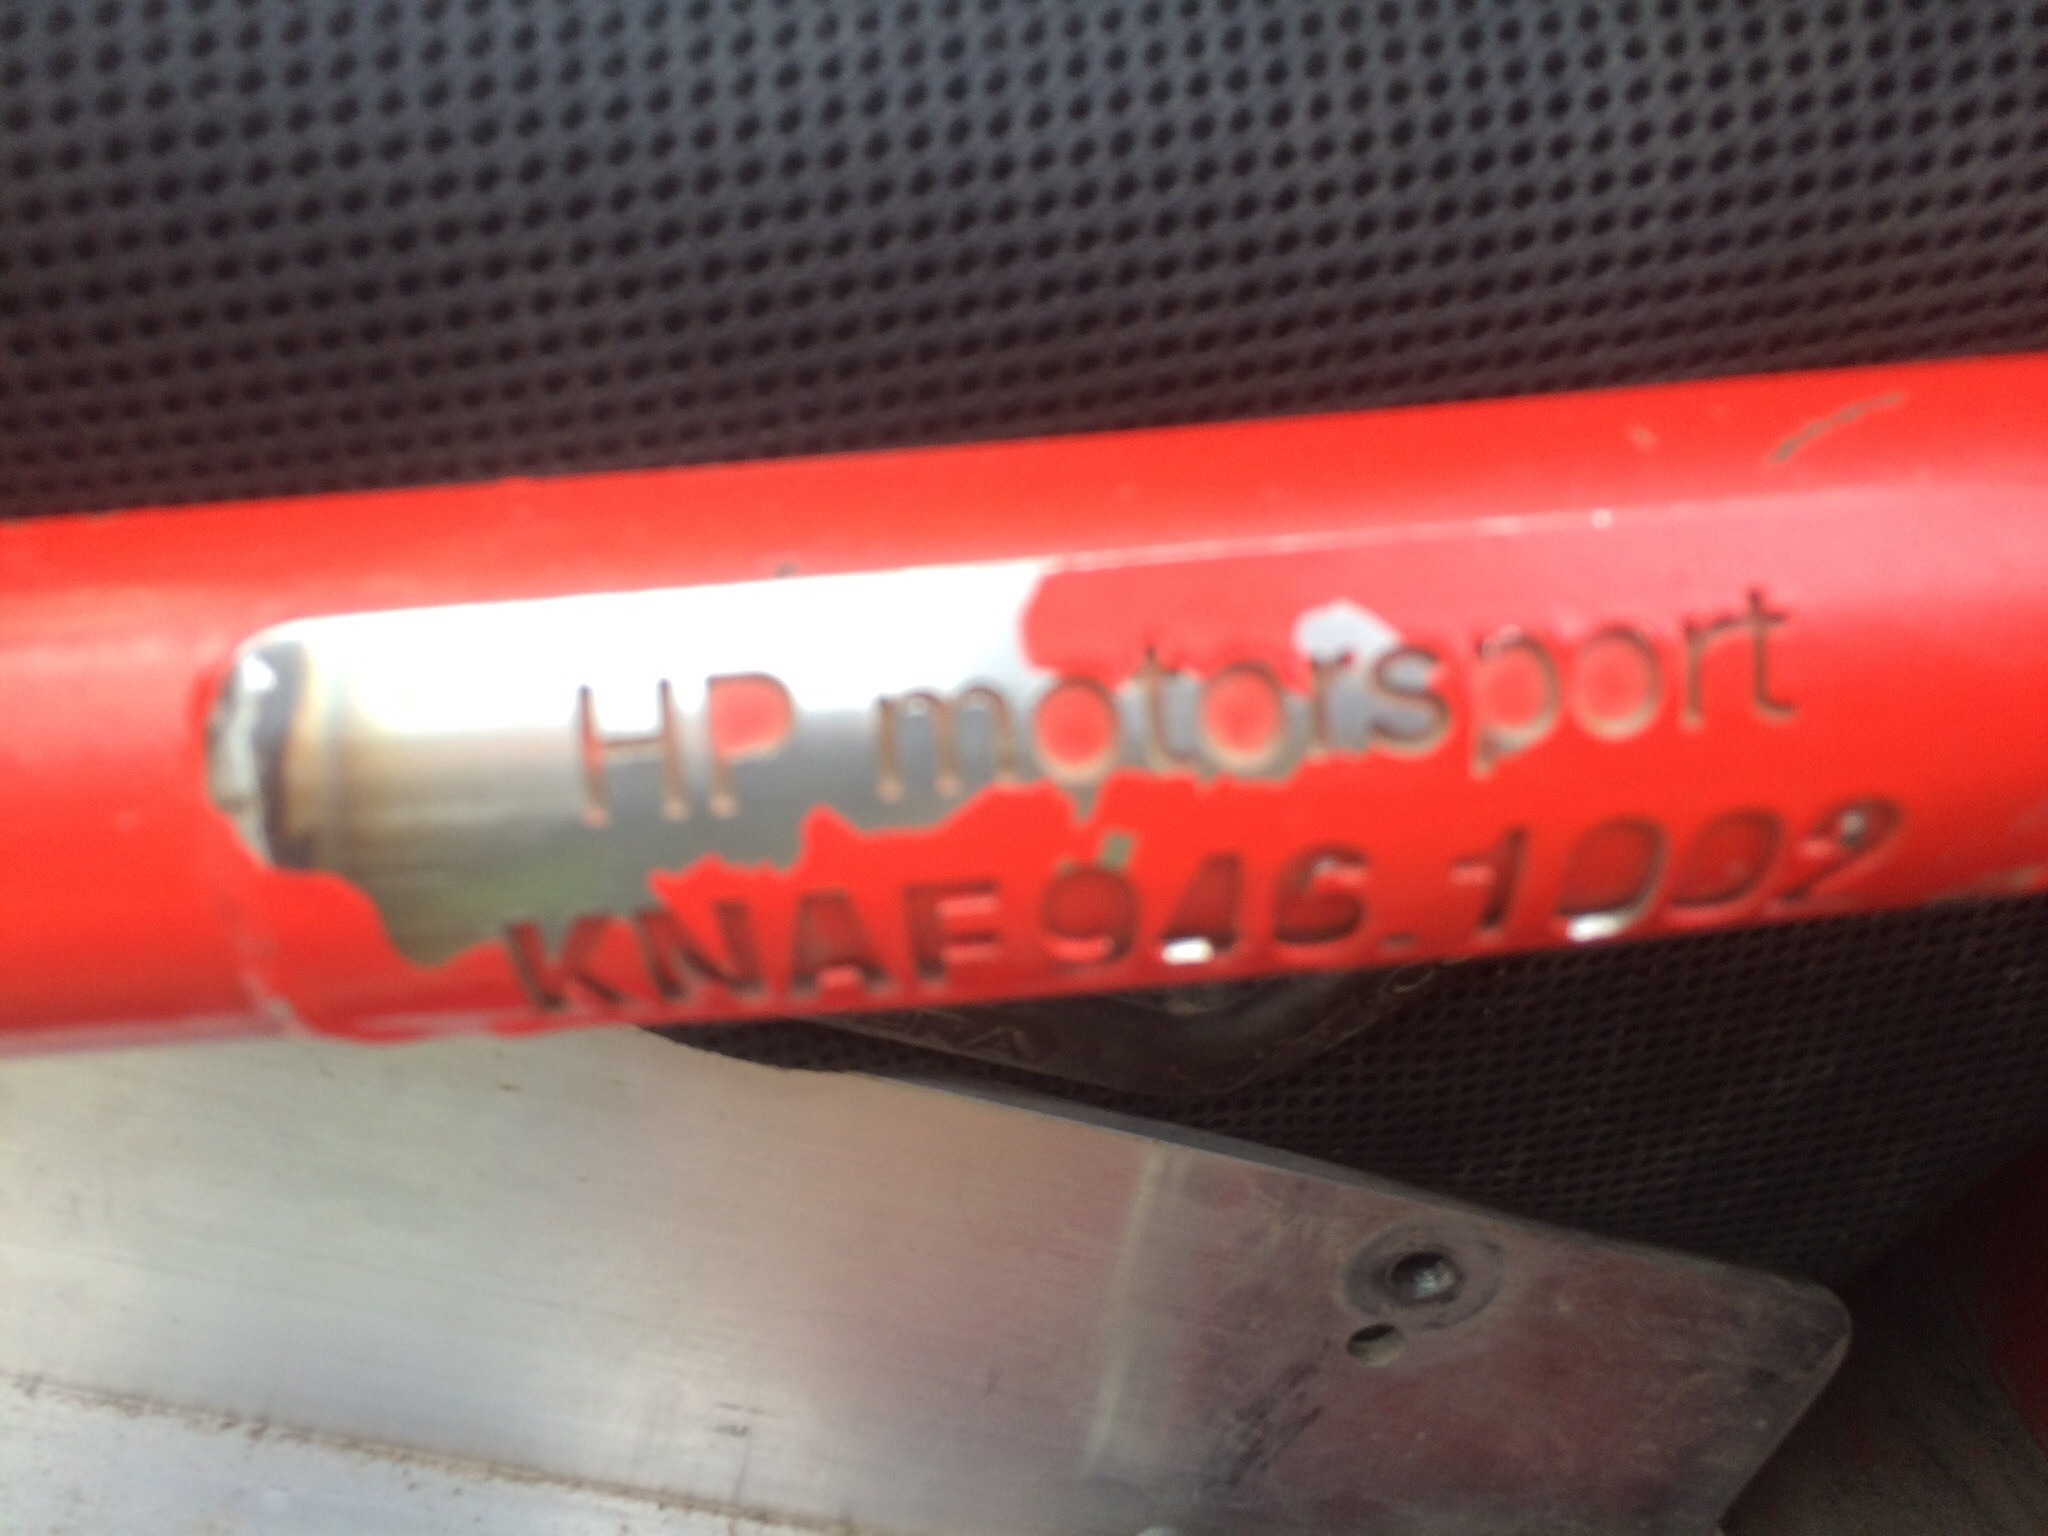 HP motorsport
KNAF 946.1002